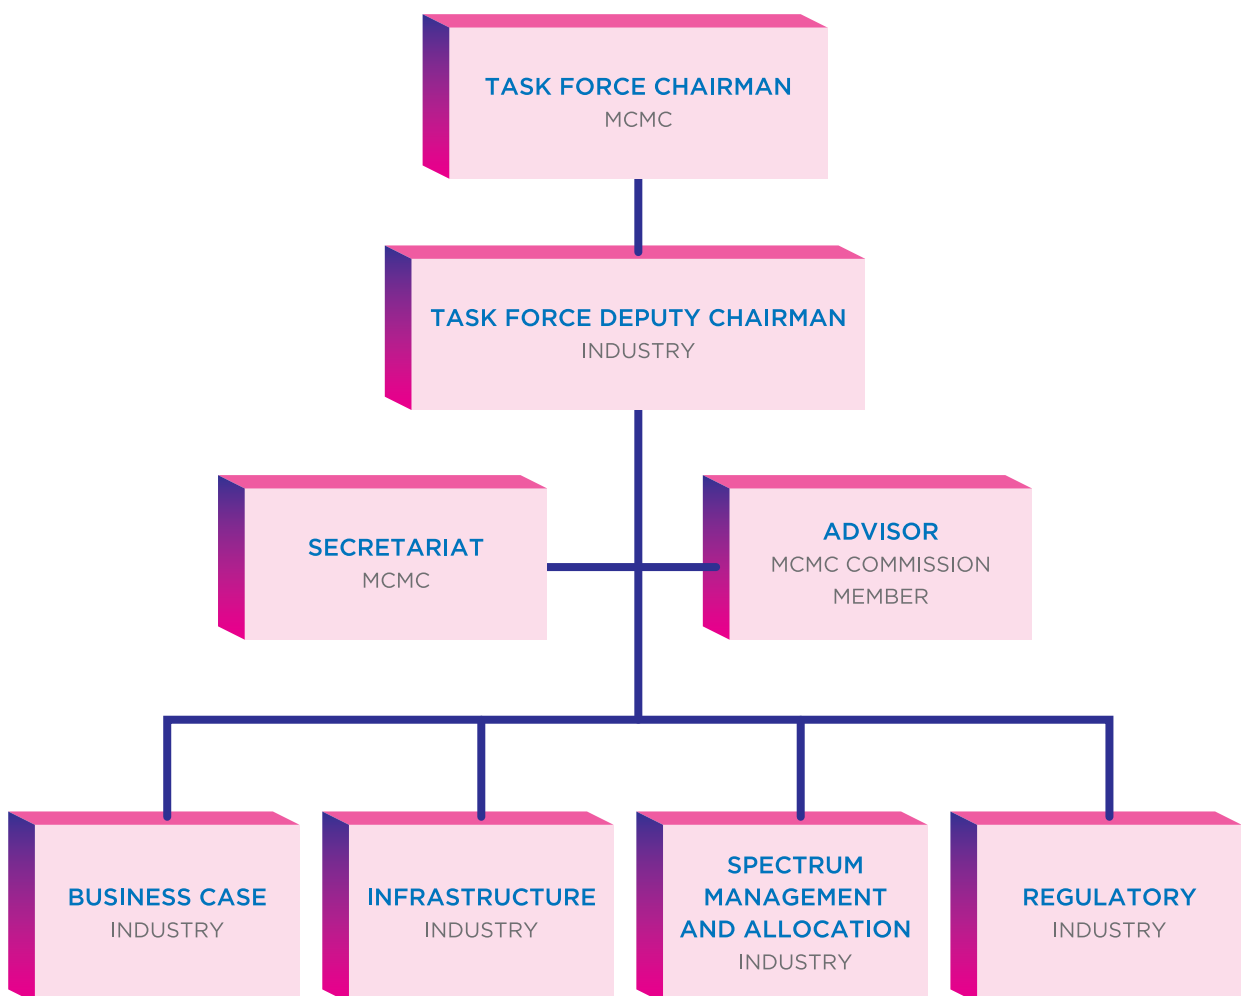 TASK FORCE CHAIRMAN
MCMC
TASK FORCE DEPUTY CHAIRMAN
INDUSTRY
SECRETARIAT
MCMC
ADVISOR
MCMC COMMISSION
MEMBER
BUSINESS CASE
INDUSTRY
INFRASTRUCTURE
INDUSTRY
SPECTRUM
MANAGEMENT
AND ALLOCATION
INDUSTRY
REGULATORY
INDUSTRY